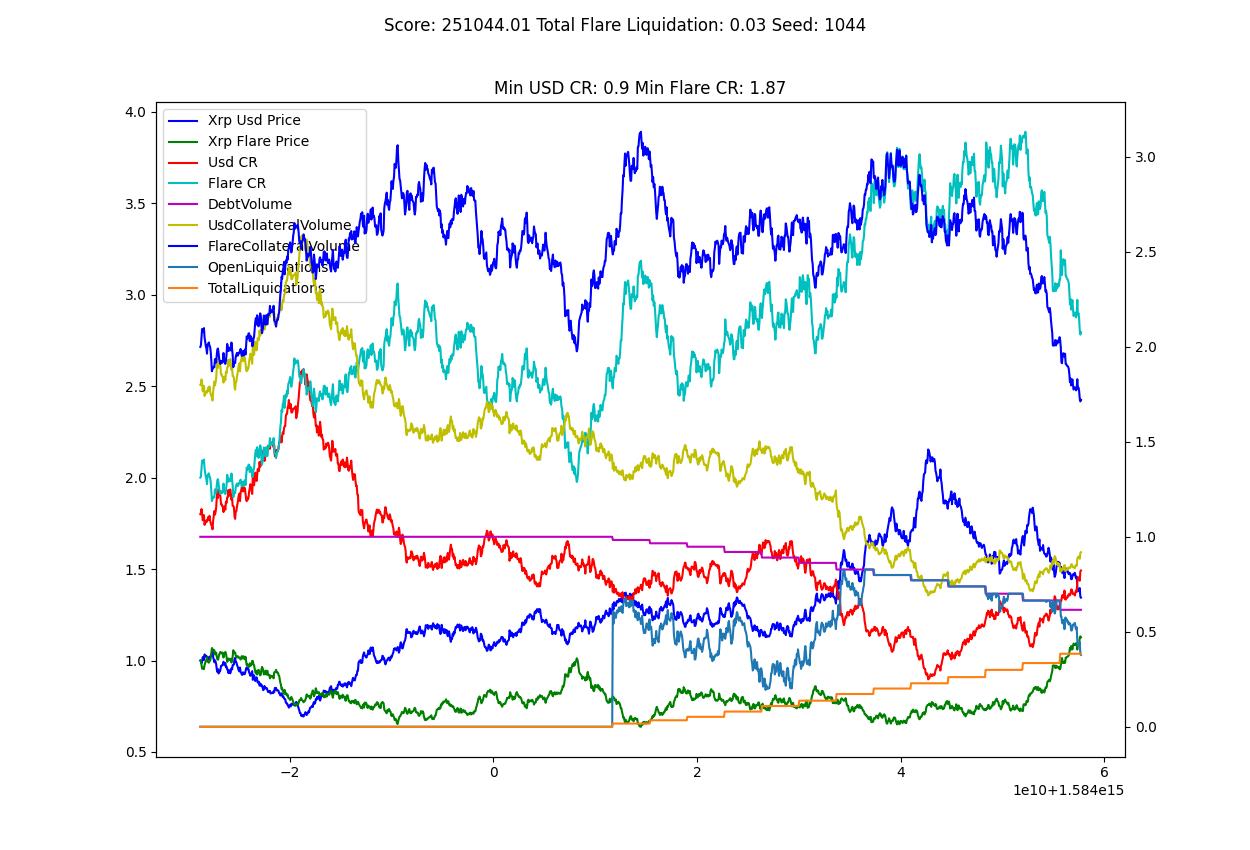 Score: 251044.01 Total Flare Liquidation: 0.03 Seed: 1044
Min USD CR: 0.9 Min Flare CR: 1.87
Xrp Usd Price
Xrp Flare Price
Usd CR
Flare CR
DebtVolume
UsdCollateralVolume
FlareCollateralVolume
OpenLiquidations
TotalLiquidations
4.0
3.5
3.0
2.5
2.0
1.5
1.0
0.5
3.0
2.5
2.0
1.5
1.0
0.5
0.0
−2
0
2
4
6
1e10+1.584e15